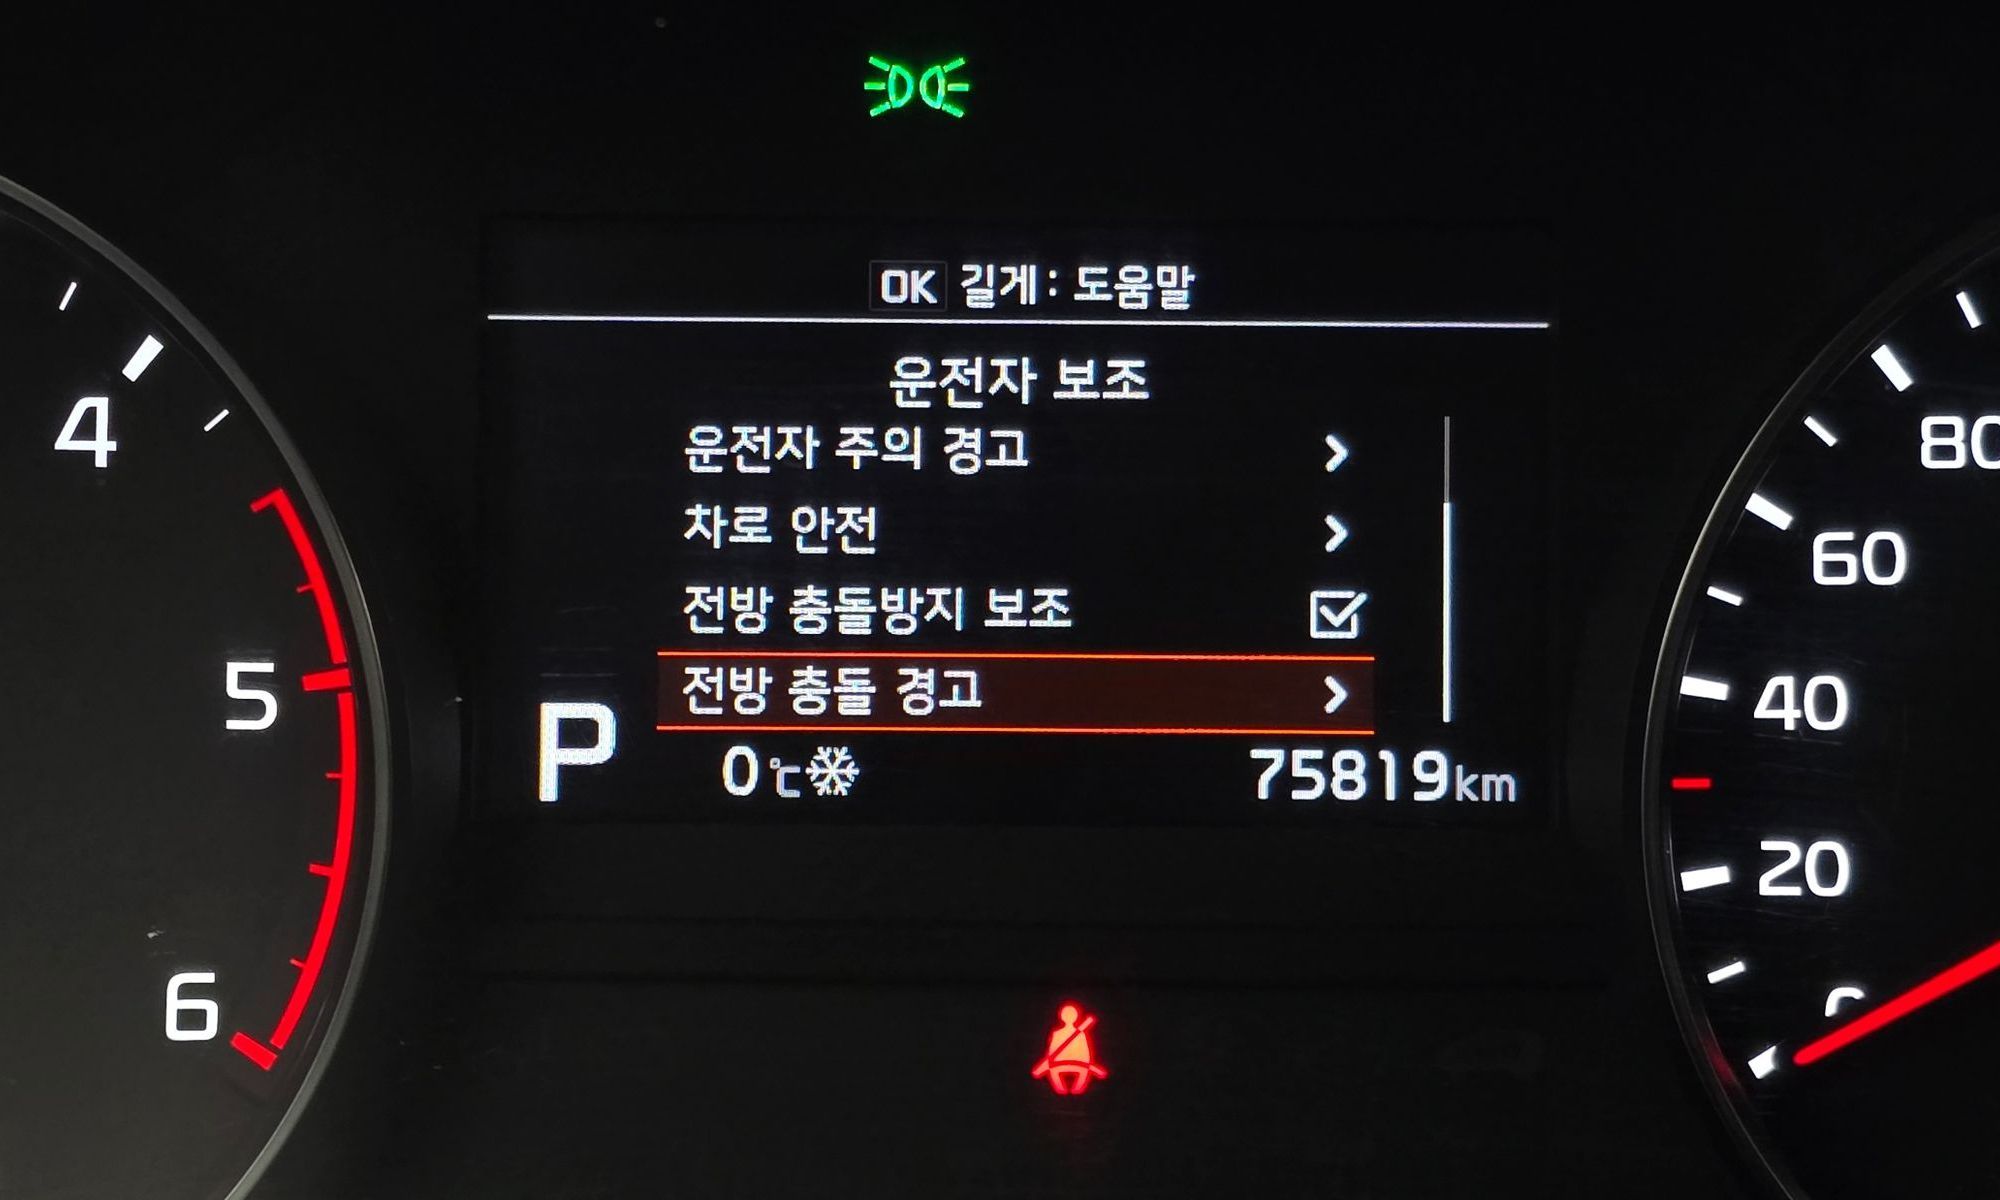 OK 길게: 도움말
운전자 보조
운전자 주의 경고
차로 안전
전방 충돌방지 보조
전방 충돌 경고
P
0℃
75819km
4
5
6
80
60
40
20
0